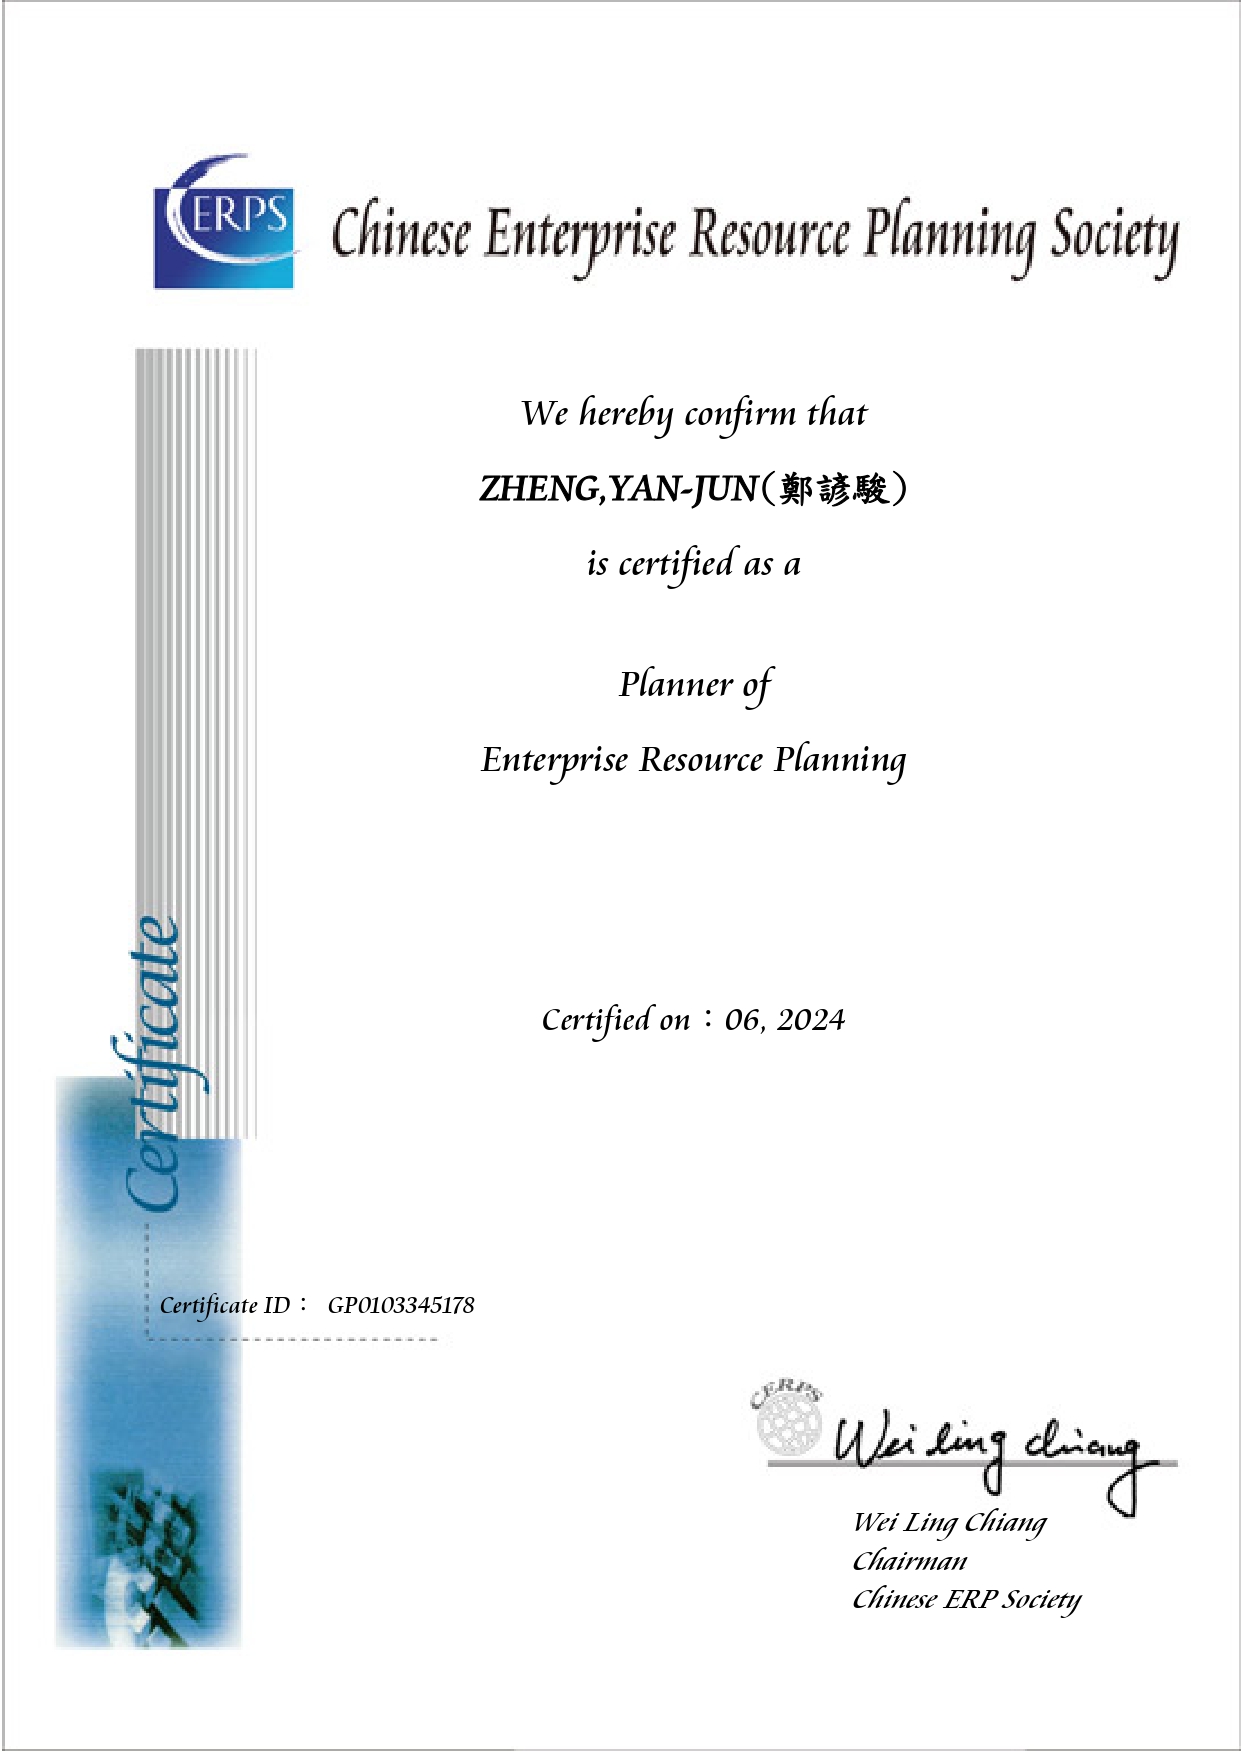 CERPS Chinese Enterprise Resource Planning Society
We hereby confirm that
ZHENG,YAN-JUN(鄭諺駿)
is certified as a
Planner of
Enterprise Resource Planning
Certified on：06, 2024
Certificate
Certificate ID： GP0103345178
CERPS
Wei Ling Chiang
Wei Ling Chiang
Chairman
Chinese ERP Society